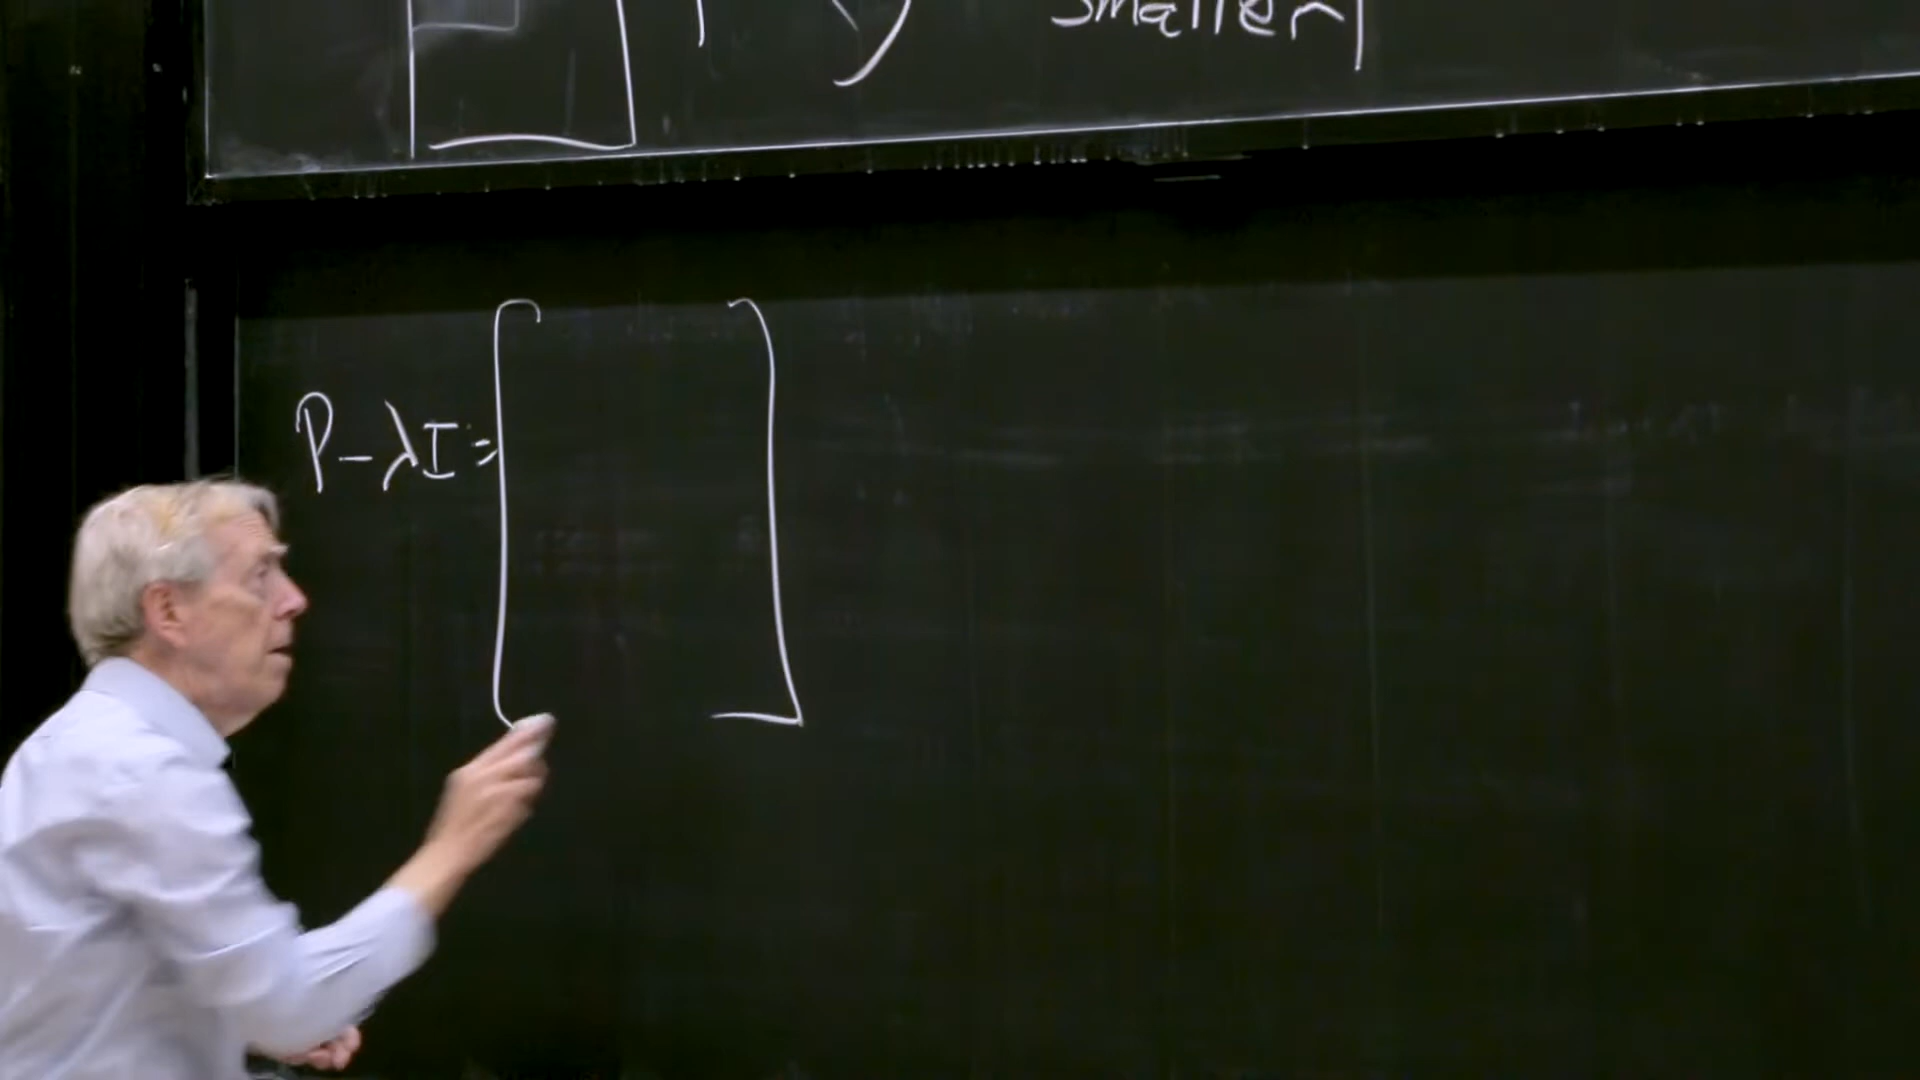 smaller
P - λI =